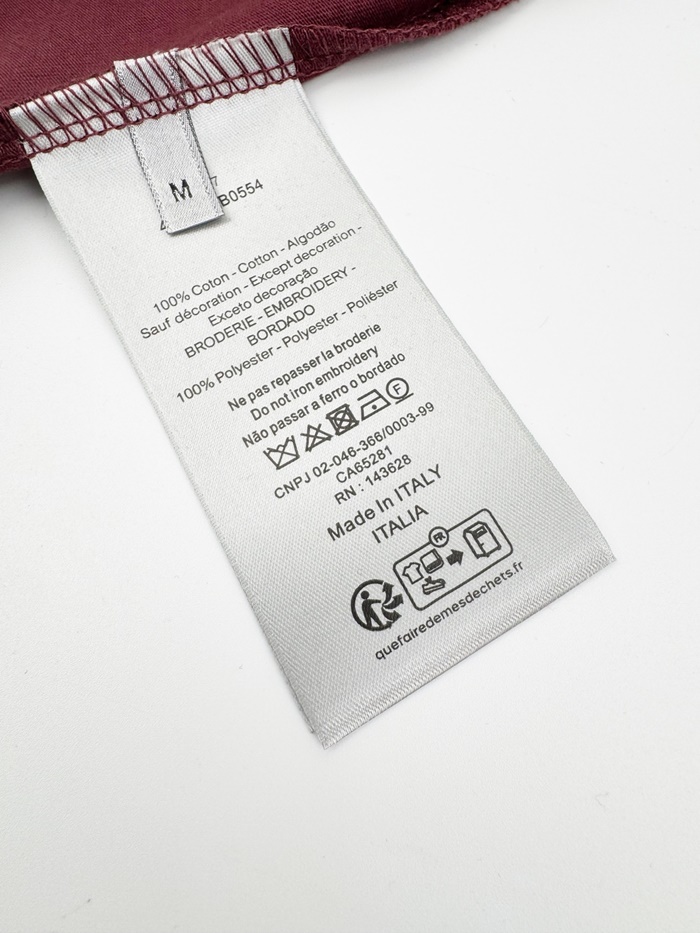 M
7
B0554
100% Coton - Cotton - Algodão
Sauf décoration - Except decoration -
Exceto decoração
BRODERIE - EMBROIDERY -
BORDADO
100% Polyester - Polyester - Poliéster
Ne pas repasser la broderie
Do not iron embroidery
Não passar a ferro o bordado
F
CNPJ 02-046-366/0003-99
CA65281
RN : 143628
Made In ITALY
ITALIA
FR
quefairedemesdechets.fr